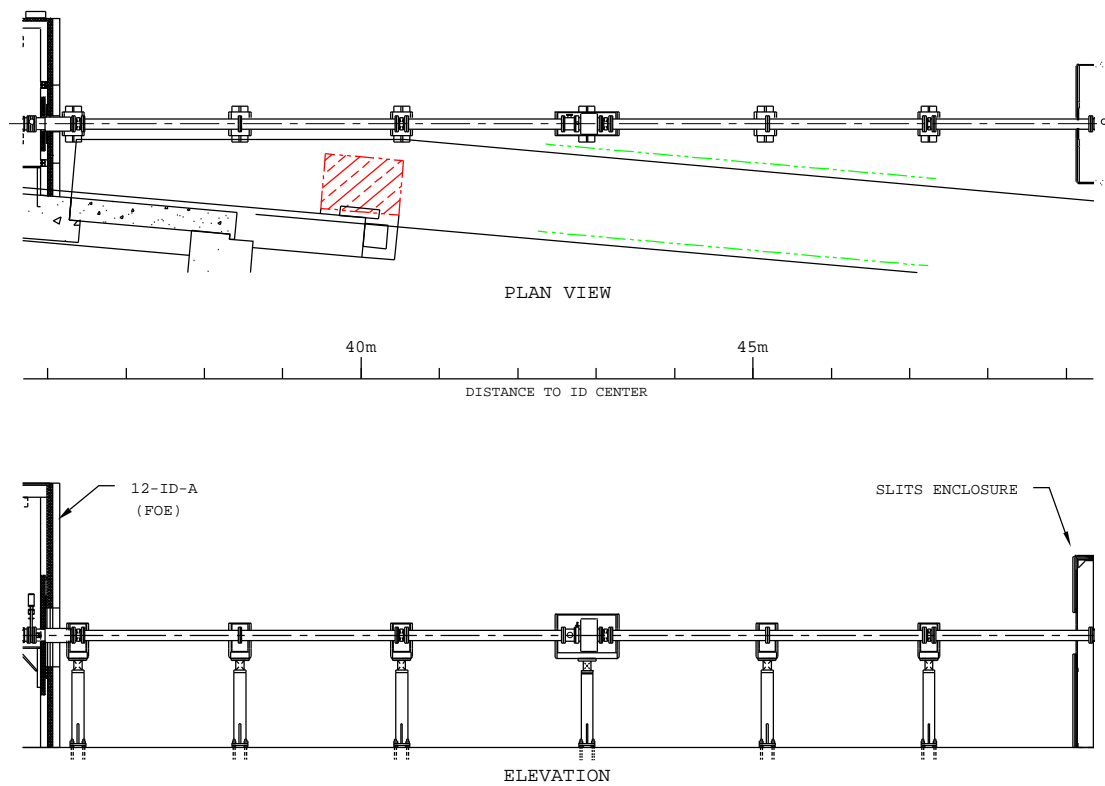 PLAN VIEW
40m
45m
DISTANCE TO ID CENTER
12-ID-A
(FOE)
SLITS ENCLOSURE
ELEVATION